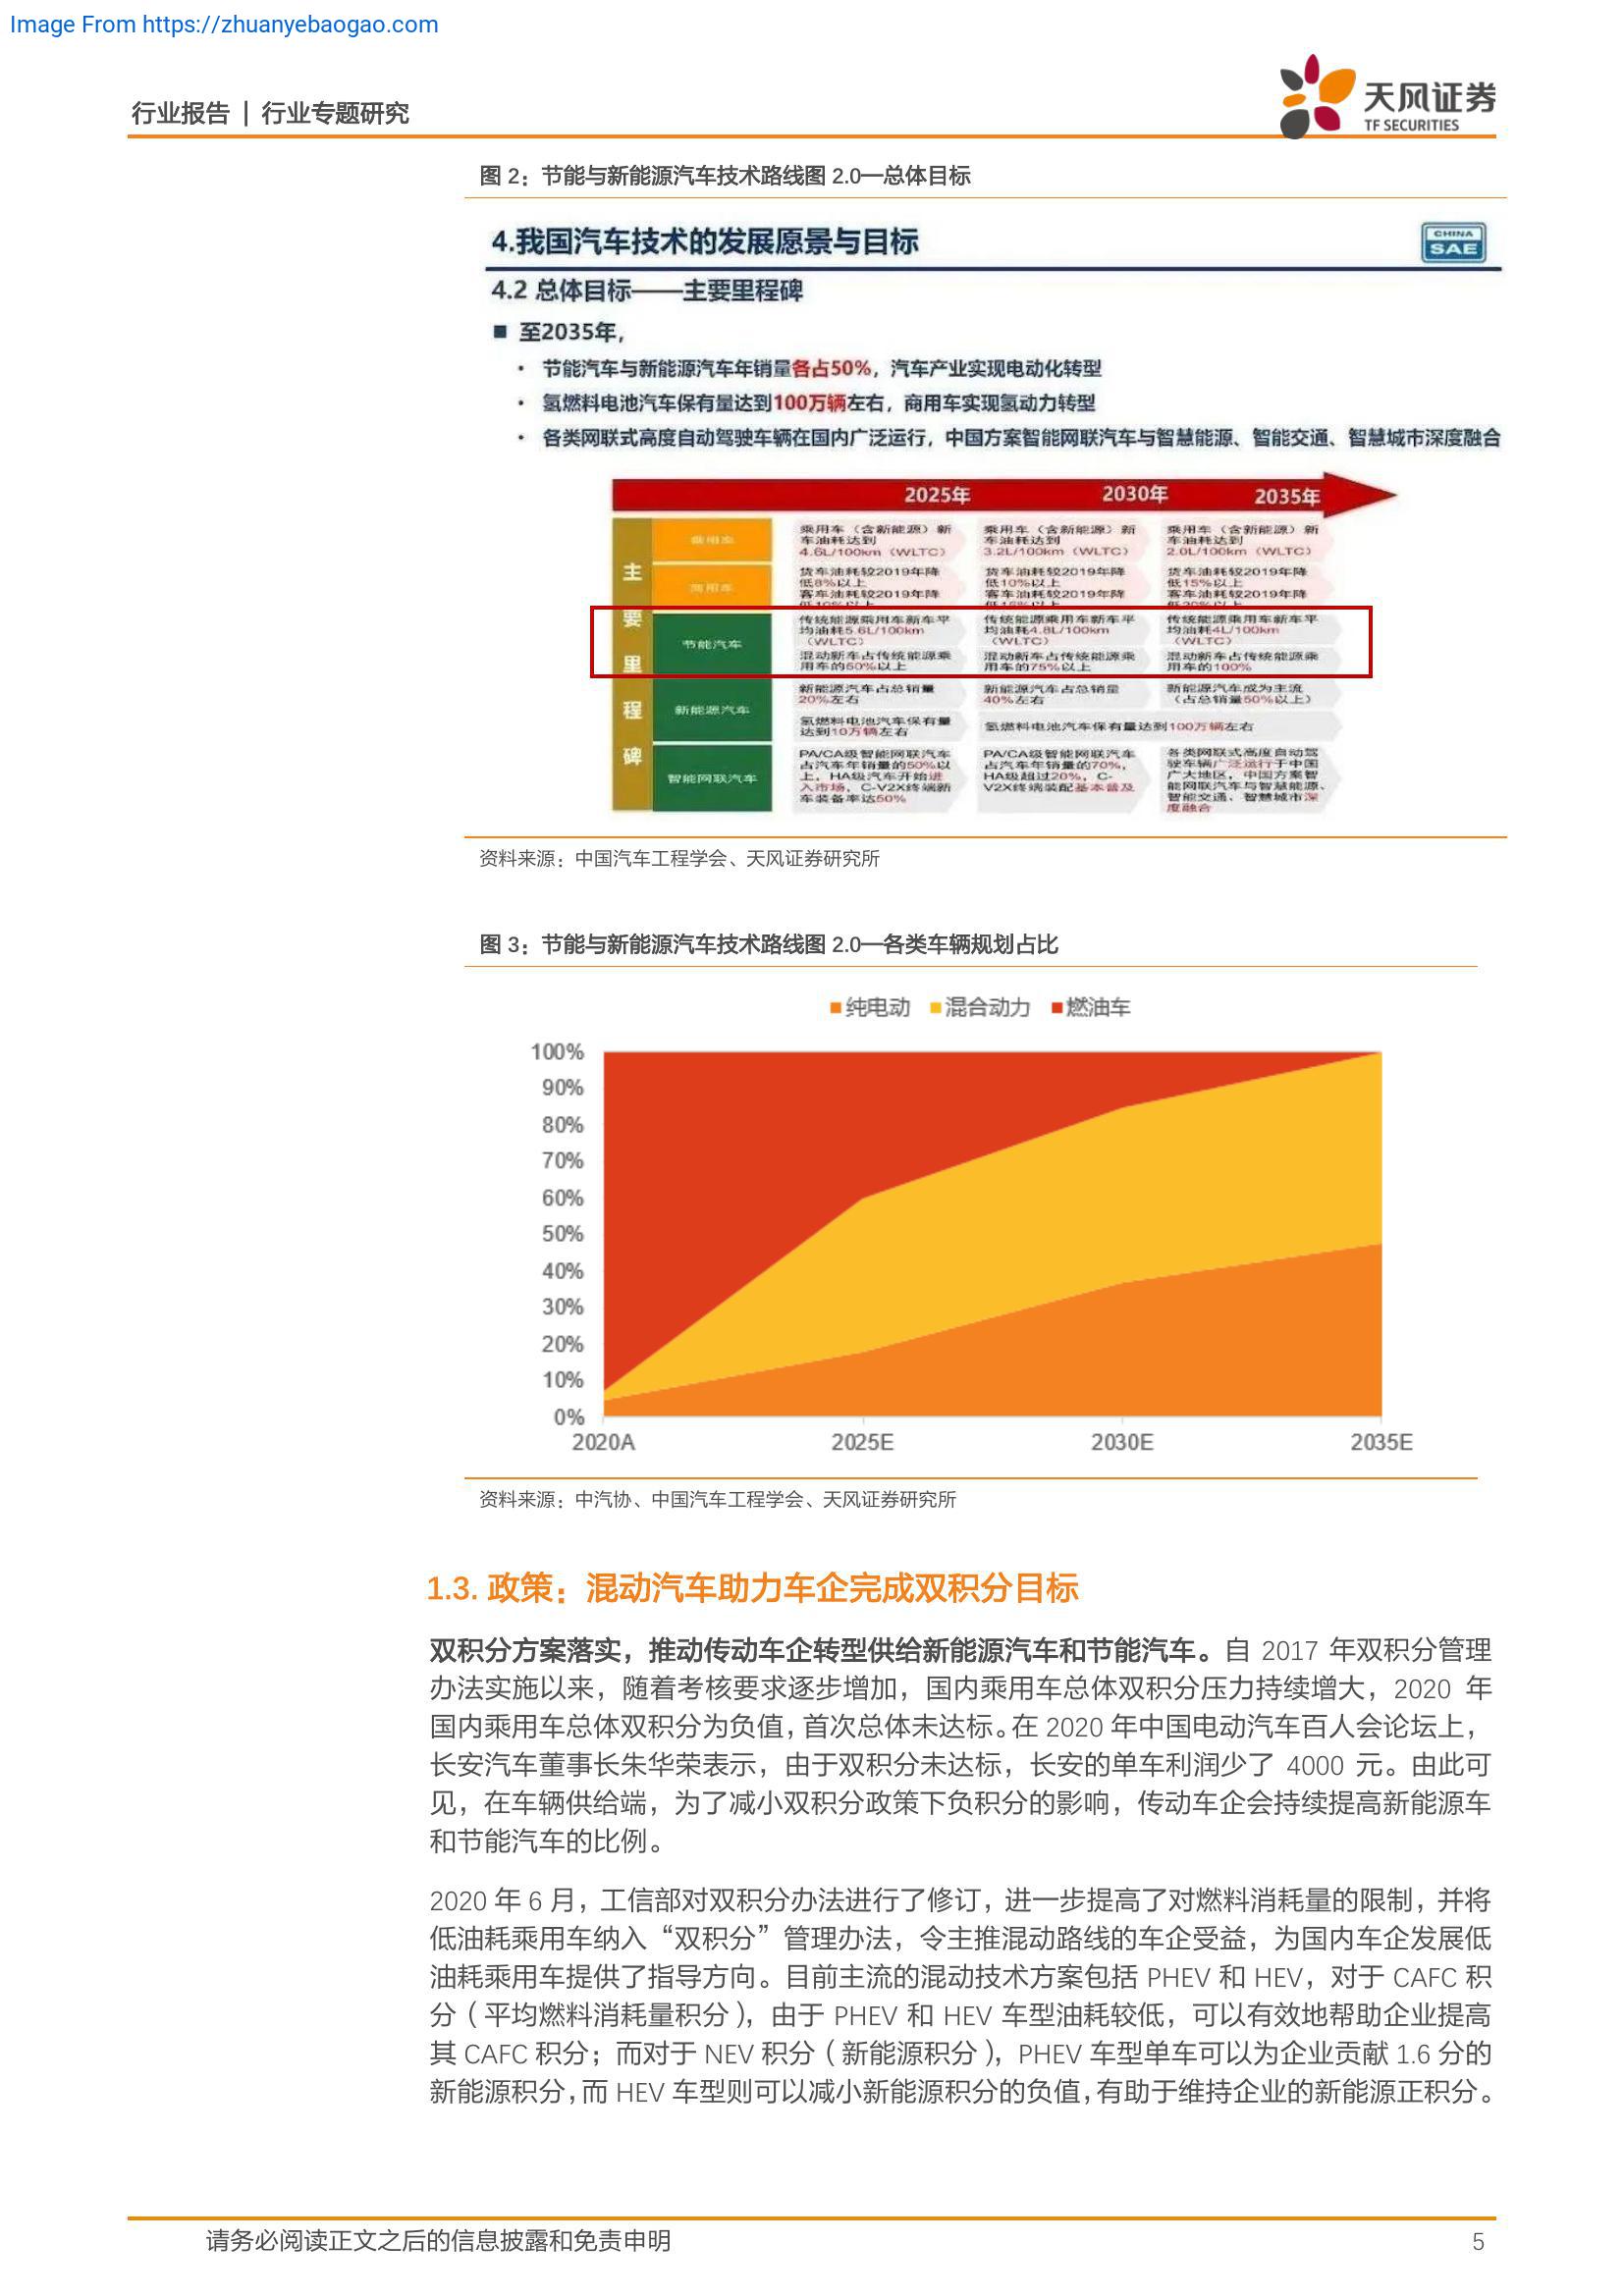 Image From https://zhuanyebaogao.com
行业报告 | 行业专题研究
天风证券
TF SECURITIES
图 2：节能与新能源汽车技术路线图 2.0—总体目标
4.我国汽车技术的发展愿景与目标
CHINA
SAE
4.2 总体目标——主要里程碑
■ 至2035年，
• 节能汽车与新能源汽车年销量各占50%，汽车产业实现电动化转型
• 氢燃料电池汽车保有量达到100万辆左右，商用车实现氢动力转型
• 各类网联式高度自动驾驶车辆在国内广泛运行，中国方案智能网联汽车与智慧能源、智能交通、智慧城市深度融合
2025年 2030年 2035年
主要里程碑
乘用车
乘用车（含新能源）新
车油耗达到
4.6L/100km（WLTC）
乘用车（含新能源）新
车油耗达到
3.2L/100km（WLTC）
乘用车（含新能源）新
车油耗达到
2.0L/100km（WLTC）
商用车
货车油耗较2019年降
低8%以上
客车油耗较2019年降
货车油耗较2019年降
低10%以上
客车油耗较2019年降
货车油耗较2019年降
低15%以上
客车油耗较2019年降
节能汽车
传统能源乘用车新车平
均油耗5.6L/100km
（WLTC）
混动新车占传统能源乘
用车的50%以上
传统能源乘用车新车平
均油耗4.8L/100km
（WLTC）
混动新车占传统能源乘
用车的75%以上
传统能源乘用车新车平
均油耗4L/100km
（WLTC）
混动新车占传统能源乘
用车的100%
新能源汽车
新能源汽车占总销量
20%左右
新能源汽车占总销量
40%左右
新能源汽车成为主流
（占总销量50%以上）
氢燃料电池汽车保有量
达到10万辆左右
氢燃料电池汽车保有量达到100万辆左右
智能网联汽车
PA/CA级智能网联汽车
占汽车年销量的50%以
上，HA级汽车开始进
入市场，C-V2X终端新
车装备率达50%
PA/CA级智能网联汽车
占汽车年销量的70%，
HA级超过20%，C-
V2X终端装配基本普及
各类网联式高度自动驾
驶车辆广泛运行于中国
广大地区，中国方案智
能网联汽车与智慧能源、
智能交通、智慧城市深
度融合
资料来源：中国汽车工程学会、天风证券研究所
图 3：节能与新能源汽车技术路线图 2.0—各类车辆规划占比
■纯电动 ■混合动力 ■燃油车
100%
90%
80%
70%
60%
50%
40%
30%
20%
10%
0%
2020A 2025E 2030E 2035E
资料来源：中汽协、中国汽车工程学会、天风证券研究所
1.3. 政策：混动汽车助力车企完成双积分目标
双积分方案落实，推动传动车企转型供给新能源汽车和节能汽车。自 2017 年双积分管理
办法实施以来，随着考核要求逐步增加，国内乘用车总体双积分压力持续增大，2020 年
国内乘用车总体双积分为负值，首次总体未达标。在 2020 年中国电动汽车百人会论坛上，
长安汽车董事长朱华荣表示，由于双积分未达标，长安的单车利润少了 4000 元。由此可
见，在车辆供给端，为了减小双积分政策下负积分的影响，传动车企会持续提高新能源车
和节能汽车的比例。
2020 年 6 月，工信部对双积分办法进行了修订，进一步提高了对燃料消耗量的限制，并将
低油耗乘用车纳入“双积分”管理办法，令主推混动路线的车企受益，为国内车企发展低
油耗乘用车提供了指导方向。目前主流的混动技术方案包括 PHEV 和 HEV，对于 CAFC 积
分（平均燃料消耗量积分），由于 PHEV 和 HEV 车型油耗较低，可以有效地帮助企业提高
其 CAFC 积分；而对于 NEV 积分（新能源积分），PHEV 车型单车可以为企业贡献 1.6 分的
新能源积分，而 HEV 车型则可以减小新能源积分的负值，有助于维持企业的新能源正积分。
请务必阅读正文之后的信息披露和免责申明
5